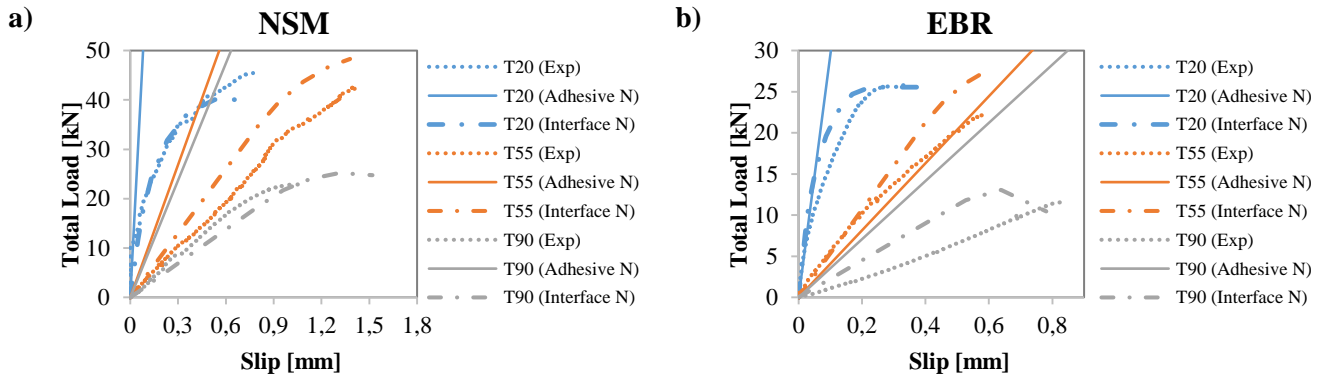 a)
NSM
Total Load [kN]
50
40
30
20
10
0
0
0,3
0,6
0,9
1,2
1,5
1,8
Slip [mm]
T20 (Exp)
T20 (Adhesive N)
T20 (Interface N)
T55 (Exp)
T55 (Adhesive N)
T55 (Interface N)
T90 (Exp)
T90 (Adhesive N)
T90 (Interface N)
b)
EBR
Total Load [kN]
30
25
20
15
10
5
0
0
0,2
0,4
0,6
0,8
Slip [mm]
T20 (Exp)
T20 (Adhesive N)
T20 (Interface N)
T55 (Exp)
T55 (Adhesive N)
T55 (Interface N)
T90 (Exp)
T90 (Adhesive N)
T90 (Interface N)